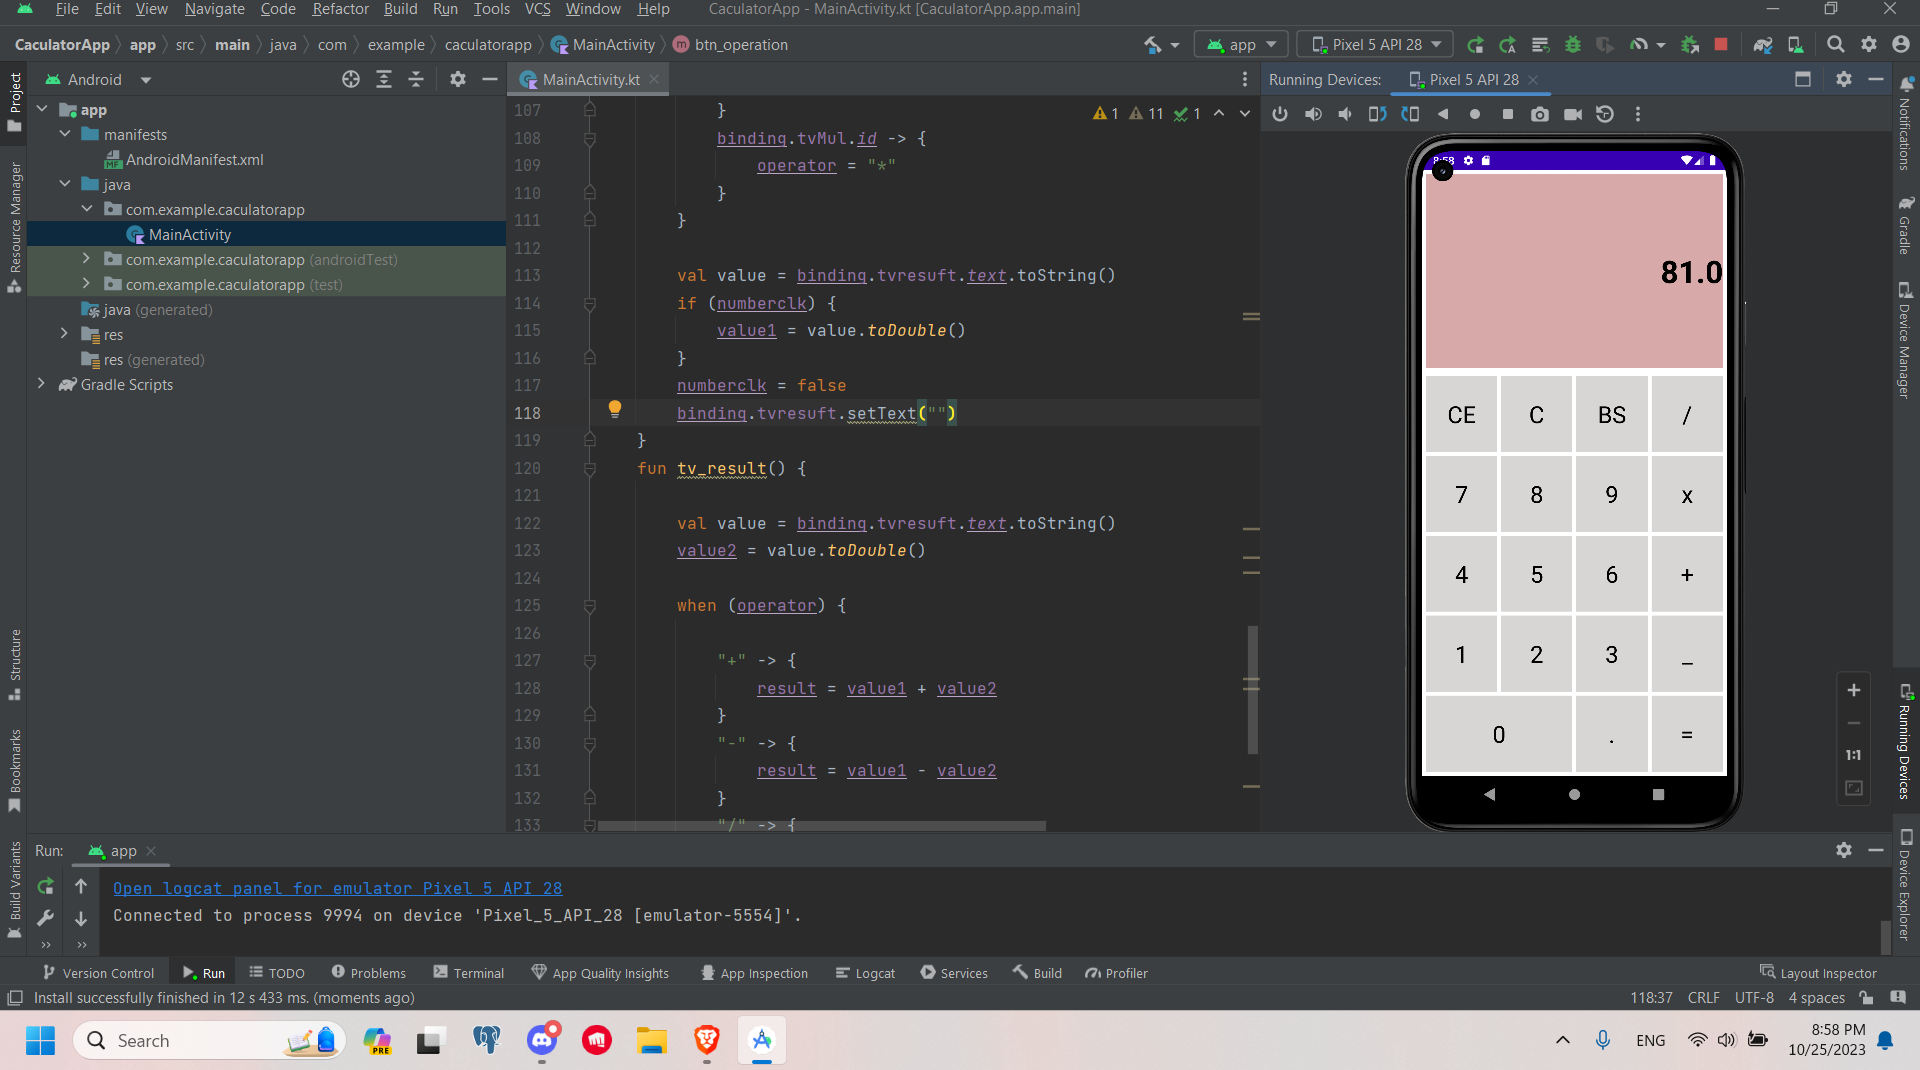 File Edit View Navigate Code Refactor Build Run Tools VCS Window Help CaculatorApp - MainActivity.kt [CaculatorApp.app.main]
CaculatorApp app src main java com example caculatorapp MainActivity btn_operation app Pixel 5 API 28
Project
Resource Manager
Structure
Bookmarks
Build Variants
Android
app
manifests
AndroidManifest.xml
java
com.example.caculatorapp
MainActivity
com.example.caculatorapp (androidTest)
com.example.caculatorapp (test)
java (generated)
res
res (generated)
Gradle Scripts
MainActivity.kt
1 11 1
107 }
108 binding.tvMul.id -> {
109 operator = "*"
110 }
111 }
112
113 val value = binding.tvresuft.text.toString()
114 if (numberclk) {
115 value1 = value.toDouble()
116 }
117 numberclk = false
118 binding.tvresuft.setText("")
119 }
120 fun tv_result() {
121
122 val value = binding.tvresuft.text.toString()
123 value2 = value.toDouble()
124
125 when (operator) {
126
127 "+" -> {
128 result = value1 + value2
129 }
130 "-" -> {
131 result = value1 - value2
132 }
133 "/" -> {
Running Devices: Pixel 5 API 28
8:58
81.0
CE C BS /
7 8 9 x
4 5 6 +
1 2 3 _
0 . =
1:1
Notifications
Gradle
Device Manager
Running Devices
Device Explorer
Run: app
Open logcat panel for emulator Pixel 5 API 28
Connected to process 9994 on device 'Pixel_5_API_28 [emulator-5554]'.
Version Control Run TODO Problems Terminal App Quality Insights App Inspection Logcat Services Build Profiler Layout Inspector
Install successfully finished in 12 s 433 ms. (moments ago) 118:37 CRLF UTF-8 4 spaces
Search PRE ENG 8:58 PM
10/25/2023